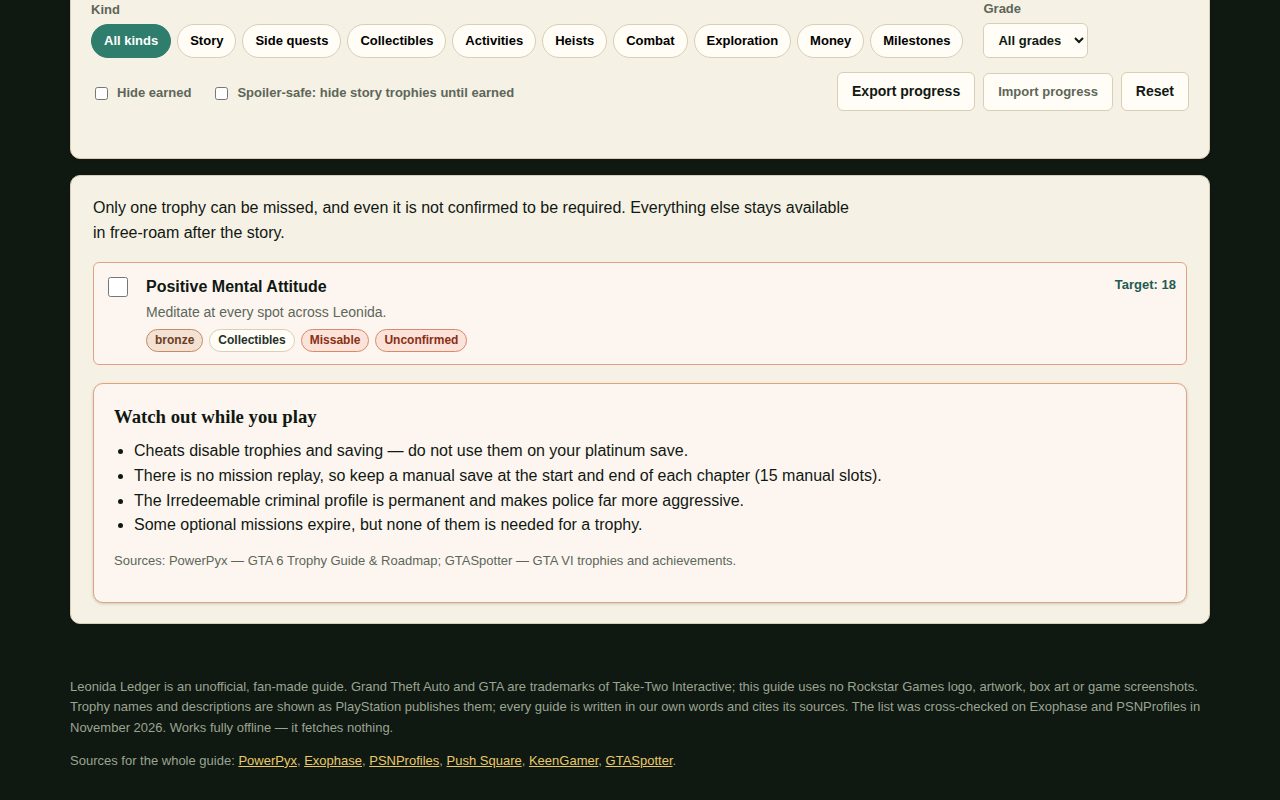 Kind
Grade
All kinds
Story
Side quests
Collectibles
Activities
Heists
Combat
Exploration
Money
Milestones
All grades
Hide earned
Spoiler-safe: hide story trophies until earned
Export progress
Import progress
Reset
Only one trophy can be missed, and even it is not confirmed to be required. Everything else stays available
in free-roam after the story.
Positive Mental Attitude
Target: 18
Meditate at every spot across Leonida.
bronze
Collectibles
Missable
Unconfirmed
Watch out while you play
• Cheats disable trophies and saving — do not use them on your platinum save.
• There is no mission replay, so keep a manual save at the start and end of each chapter (15 manual slots).
• The Irredeemable criminal profile is permanent and makes police far more aggressive.
• Some optional missions expire, but none of them is needed for a trophy.
Sources: PowerPyx — GTA 6 Trophy Guide & Roadmap; GTASpotter — GTA VI trophies and achievements.
Leonida Ledger is an unofficial, fan-made guide. Grand Theft Auto and GTA are trademarks of Take-Two Interactive; this guide uses no Rockstar Games logo, artwork, box art or game screenshots.
Trophy names and descriptions are shown as PlayStation publishes them; every guide is written in our own words and cites its sources. The list was cross-checked on Exophase and PSNProfiles in
November 2026. Works fully offline — it fetches nothing.
Sources for the whole guide: PowerPyx, Exophase, PSNProfiles, Push Square, KeenGamer, GTASpotter.